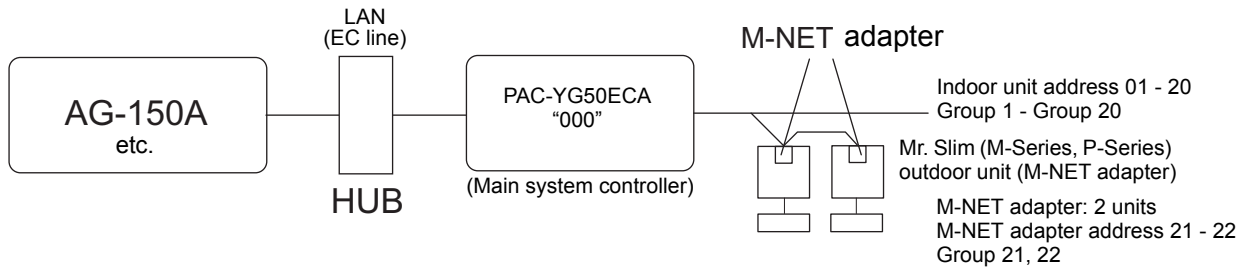 LAN
(EC line)
M-NET adapter
AG-150A
etc.
HUB
PAC-YG50ECA
“000”
(Main system controller)
Indoor unit address 01 - 20
Group 1 - Group 20
Mr. Slim (M-Series, P-Series)
outdoor unit (M-NET adapter)
M-NET adapter: 2 units
M-NET adapter address 21 - 22
Group 21, 22